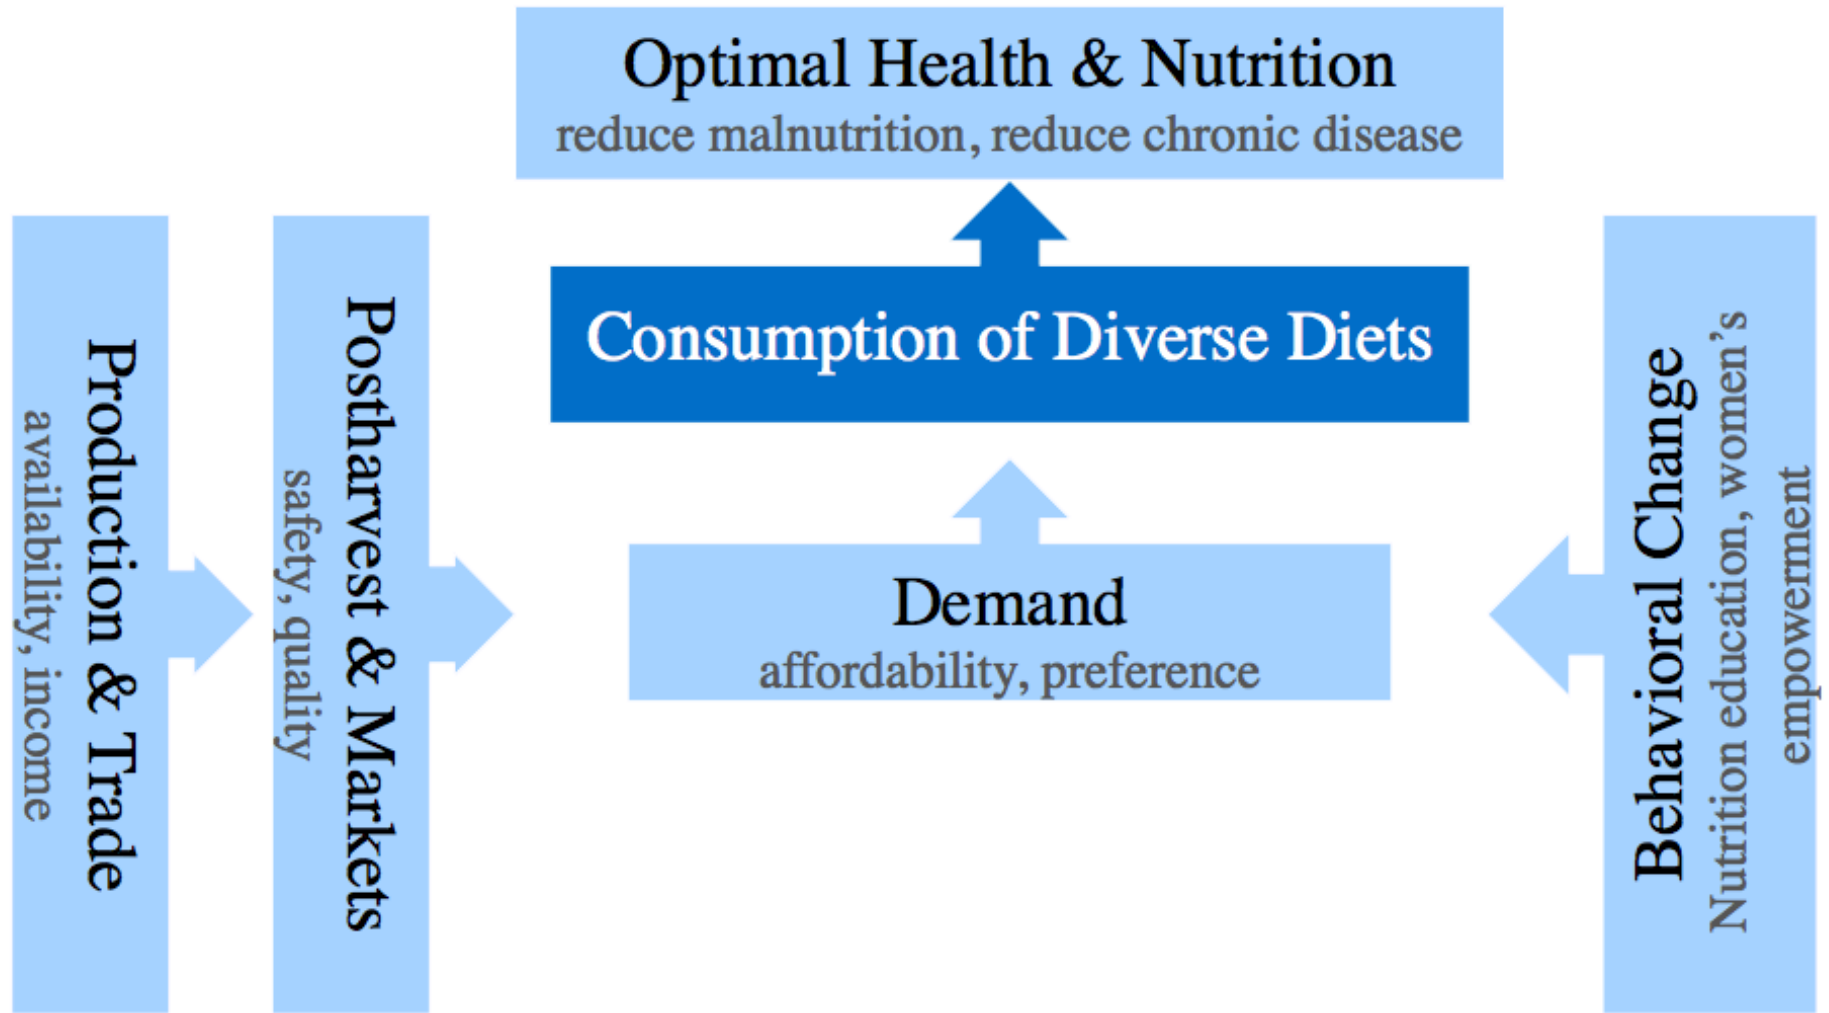 Optimal Health & Nutrition
reduce malnutrition, reduce chronic disease
Consumption of Diverse Diets
Demand
affordability, preference
Production & Trade
availability, income
Postharvest & Markets
safety, quality
Behavioral Change
Nutrition education, women’s
empowerment